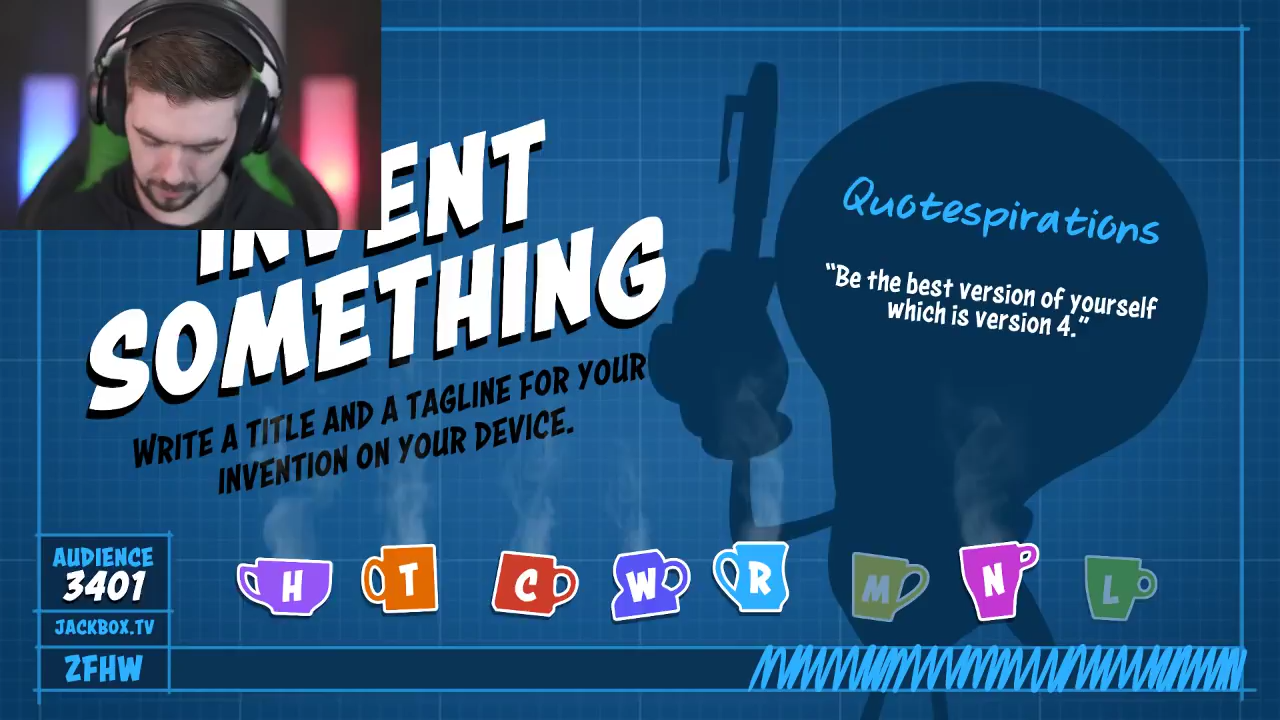 INVENT
SOMETHING
WRITE A TITLE AND A TAGLINE FOR YOUR
INVENTION ON YOUR DEVICE.
Quotespirations
“Be the best version of yourself
which is version 4.”
AUDIENCE
3401
JACKBOX.TV
ZFHW
H T C W R M N L